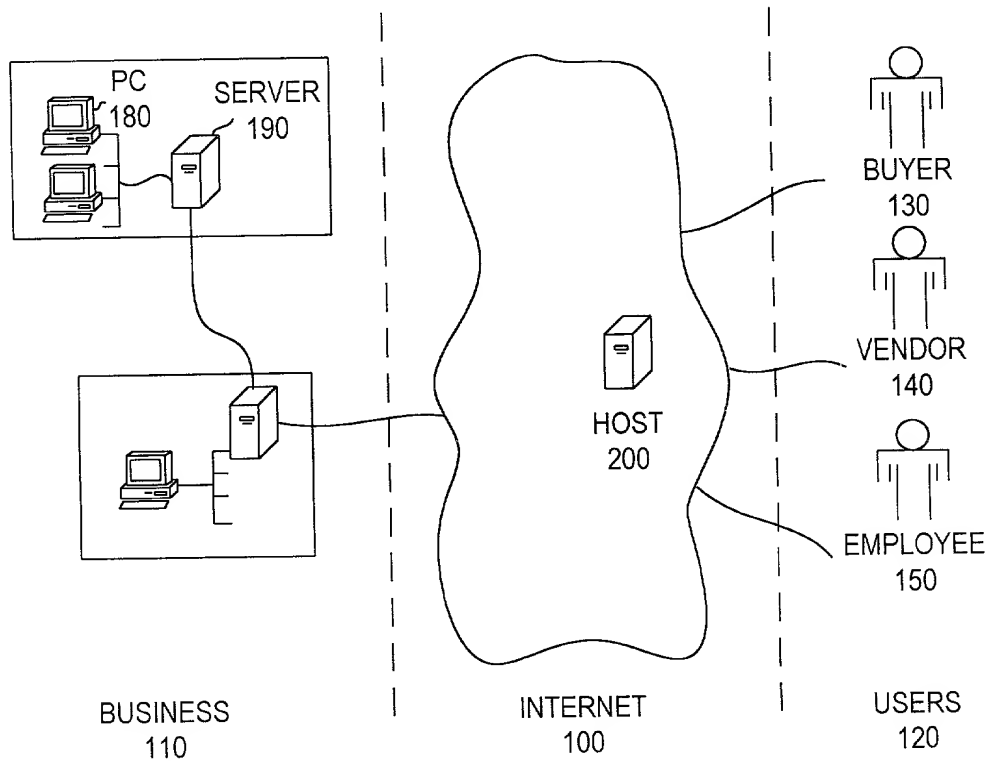 PC
180
SERVER
190
BUYER
130
VENDOR
140
HOST
200
EMPLOYEE
150
BUSINESS
110
INTERNET
100
USERS
120